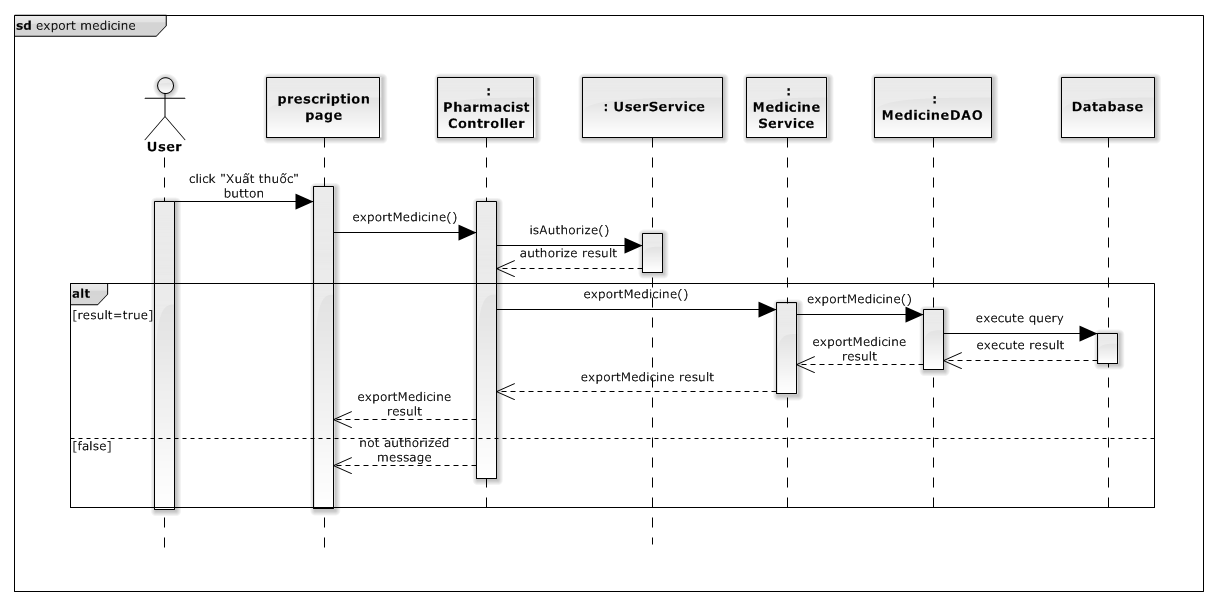 sd export medicine
prescription
page
:
Pharmacist
Controller
: UserService
:
Medicine
Service
:
MedicineDAO
Database
User
click "Xuất thuốc"
button
exportMedicine()
isAuthorize()
authorize result
alt
[result=true]
exportMedicine()
exportMedicine()
execute query
execute result
exportMedicine
result
exportMedicine result
exportMedicine
result
[false]
not authorized
message